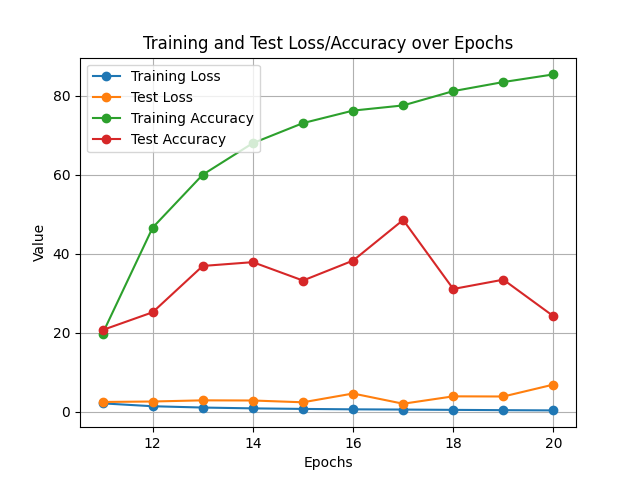 Training and Test Loss/Accuracy over Epochs
Training Loss
Test Loss
Training Accuracy
Test Accuracy
Value
80
60
40
20
0
12 14 16 18 20
Epochs